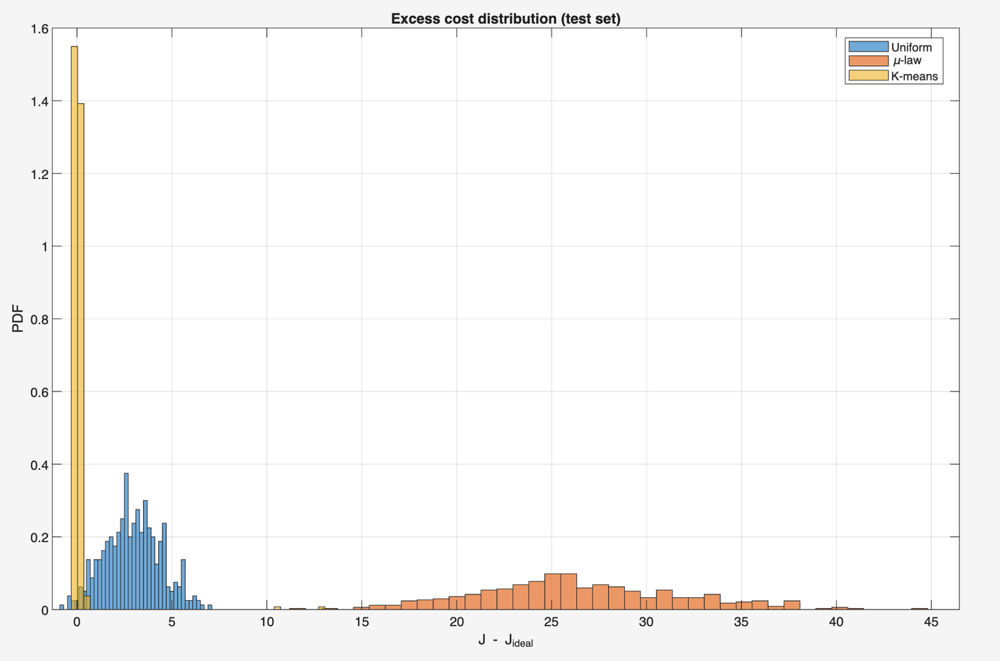 Excess cost distribution (test set)
1.6
1.4
1.2
1
0.8
0.6
0.4
0.2
0
PDF
Uniform
μ-law
K-means
0 5 10 15 20 25 30 35 40 45
J - J_ideal